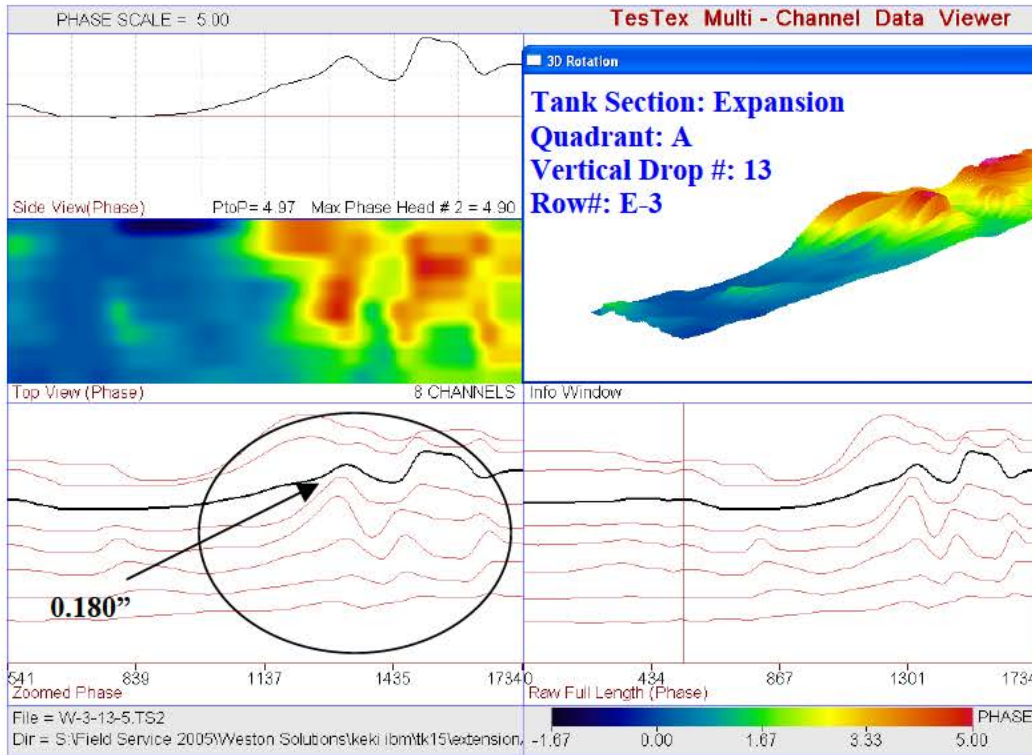 PHASE SCALE = 5.00
TesTex Multi - Channel Data Viewer
3D Rotation
Tank Section: Expansion
Quadrant: A
Vertical Drop #: 13
Row#: E-3
Side View(Phase) PtoP= 4.97 Max Phase Head # 2 = 4.90
Top View (Phase) 8 CHANNELS
Info Window
0.180”
541 839 1137 1435 1734
Zoomed Phase
0 434 867 1301 1734
Raw Full Length (Phase)
File = W-3-13-5.TS2
Dir = S:\Field Service 2005\Weston Solutions\keki ibm\tk15\extension,
PHASE
-1.67 0.00 1.67 3.33 5.00